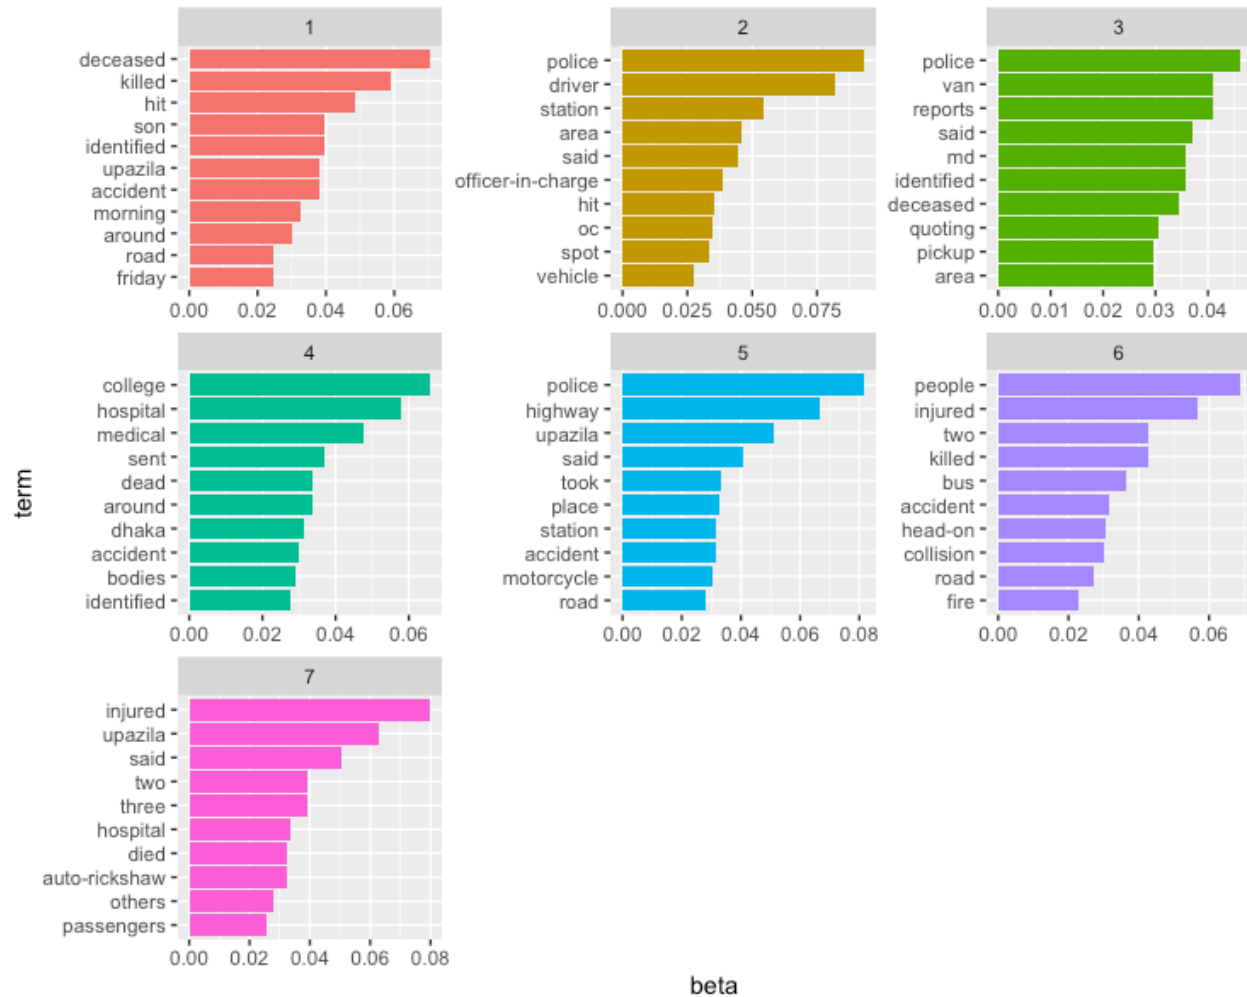 1
deceased
killed
hit
son
identified
upazila
accident
morning
around
road
friday
0.00 0.02 0.04 0.06
2
police
driver
station
area
said
officer-in-charge
hit
oc
spot
vehicle
0.000 0.025 0.050 0.075
3
police
van
reports
said
md
identified
deceased
quoting
pickup
area
0.00 0.01 0.02 0.03 0.04
4
college
hospital
medical
sent
dead
around
dhaka
accident
bodies
identified
0.00 0.02 0.04 0.06
5
police
highway
upazila
said
took
place
station
accident
motorcycle
road
0.00 0.02 0.04 0.06 0.08
6
people
injured
two
killed
bus
accident
head-on
collision
road
fire
0.00 0.02 0.04 0.06
7
injured
upazila
said
two
three
hospital
died
auto-rickshaw
others
passengers
0.00 0.02 0.04 0.06 0.08
term
beta